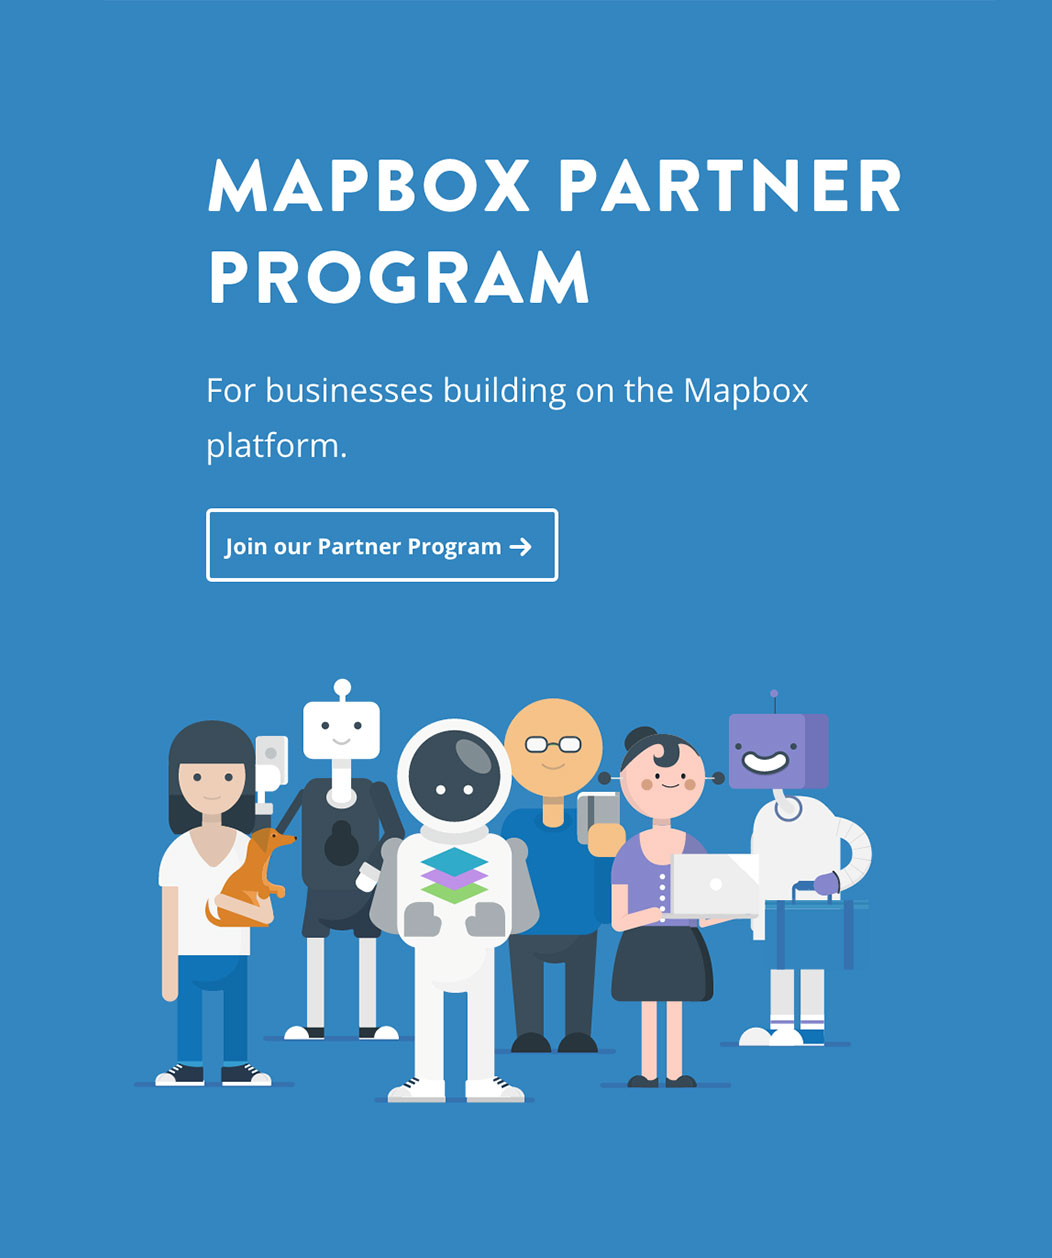 MAPBOX PARTNER
PROGRAM
For businesses building on the Mapbox
platform.
Join our Partner Program →